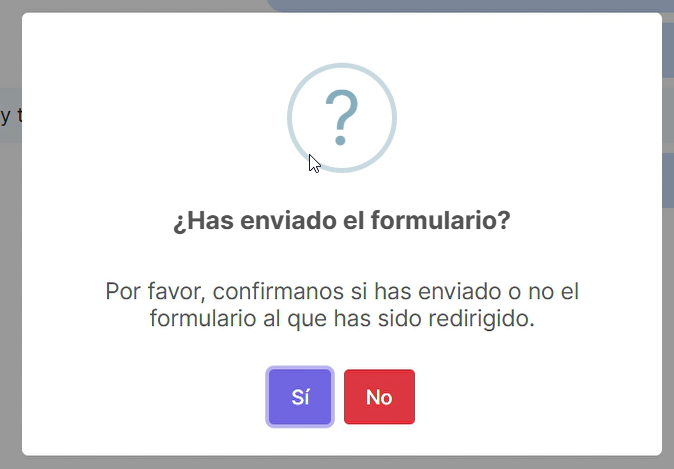 ?
y t
¿Has enviado el formulario?
Por favor, confirmanos si has enviado o no el
formulario al que has sido redirigido.
Sí
No